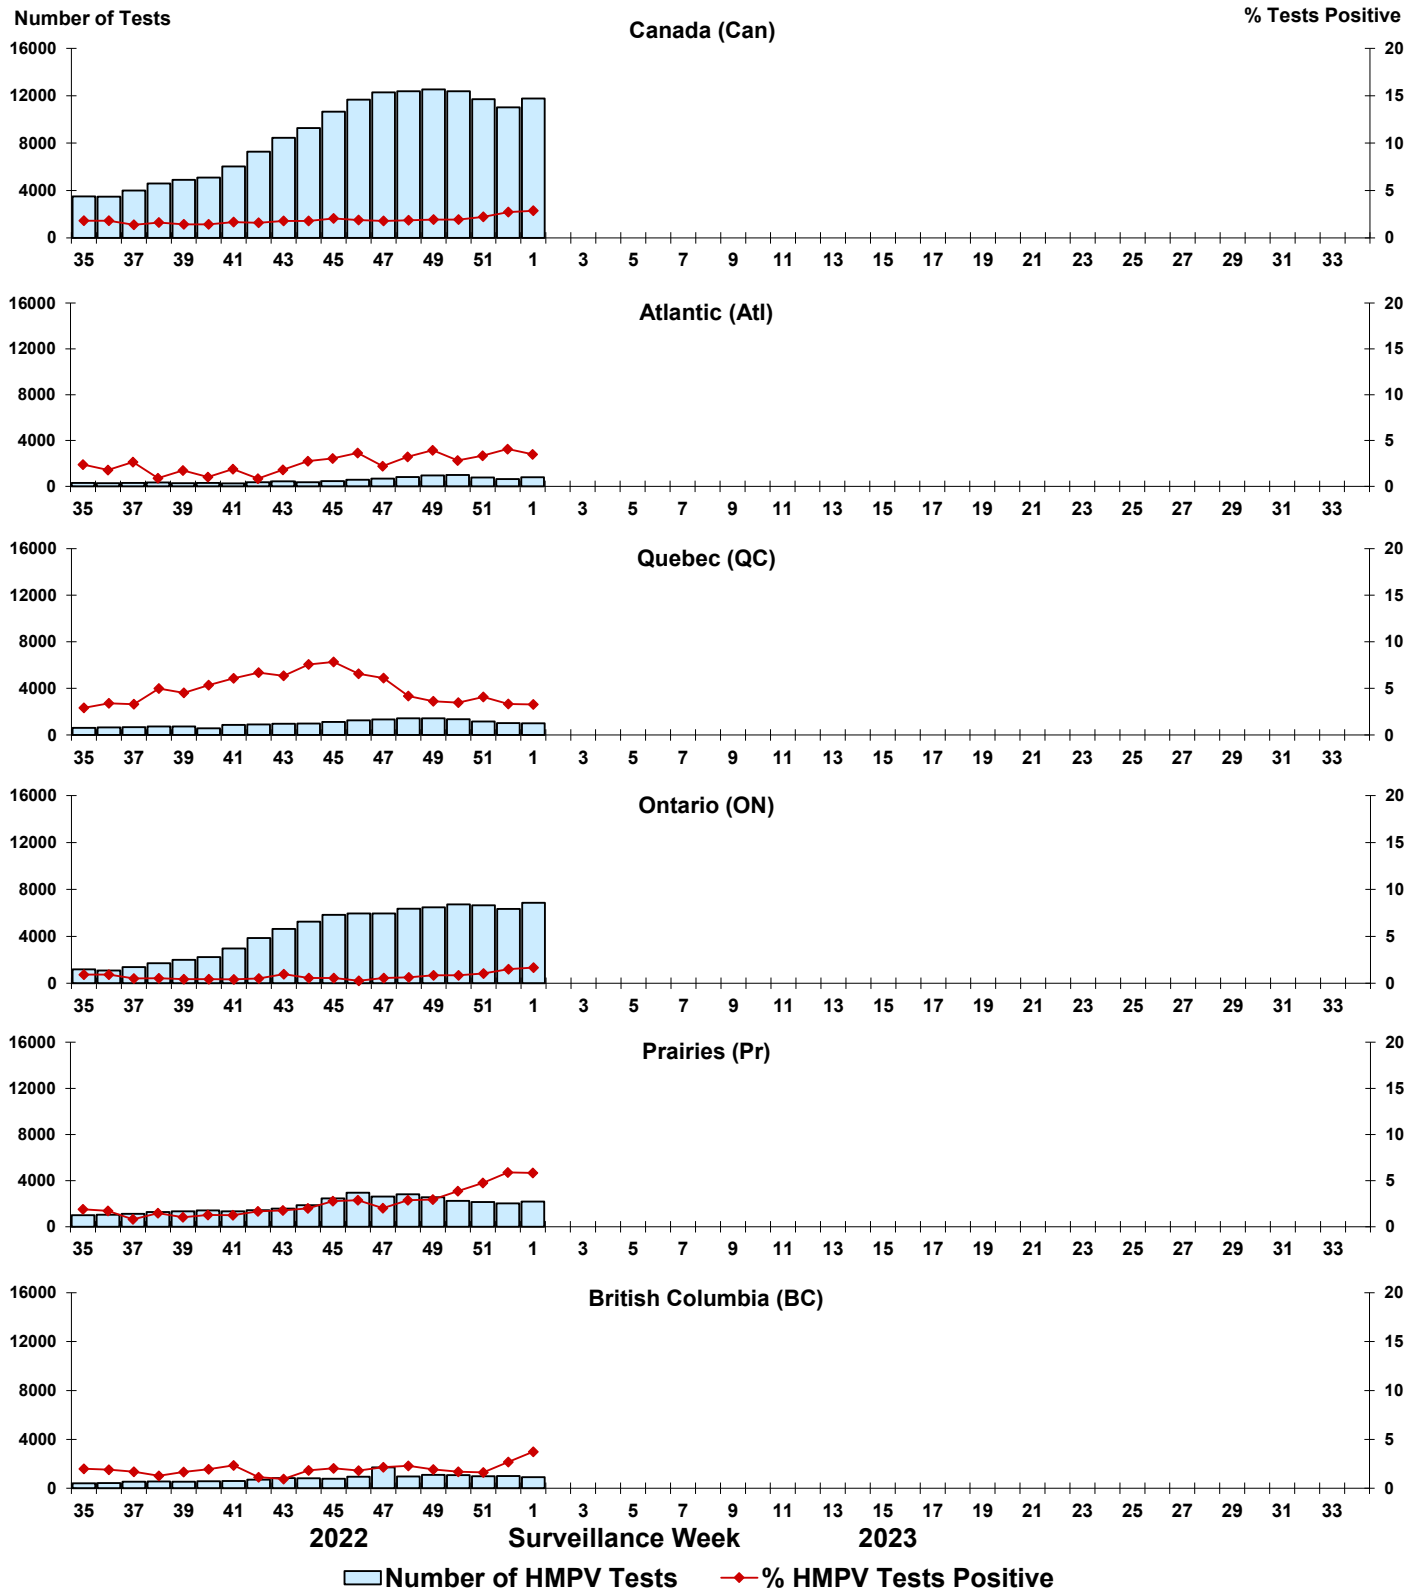 Number of Tests
% Tests Positive
Canada (Can)
16000 20
12000 15
8000 10
4000 5
0 0
35 37 39 41 43 45 47 49 51 1 3 5 7 9 11 13 15 17 19 21 23 25 27 29 31 33
Atlantic (Atl)
16000 20
12000 15
8000 10
4000 5
0 0
35 37 39 41 43 45 47 49 51 1 3 5 7 9 11 13 15 17 19 21 23 25 27 29 31 33
Quebec (QC)
16000 20
12000 15
8000 10
4000 5
0 0
35 37 39 41 43 45 47 49 51 1 3 5 7 9 11 13 15 17 19 21 23 25 27 29 31 33
Ontario (ON)
16000 20
12000 15
8000 10
4000 5
0 0
35 37 39 41 43 45 47 49 51 1 3 5 7 9 11 13 15 17 19 21 23 25 27 29 31 33
Prairies (Pr)
16000 20
12000 15
8000 10
4000 5
0 0
35 37 39 41 43 45 47 49 51 1 3 5 7 9 11 13 15 17 19 21 23 25 27 29 31 33
British Columbia (BC)
16000 20
12000 15
8000 10
4000 5
0 0
35 37 39 41 43 45 47 49 51 1 3 5 7 9 11 13 15 17 19 21 23 25 27 29 31 33
2022 Surveillance Week 2023
Number of HMPV Tests % HMPV Tests Positive